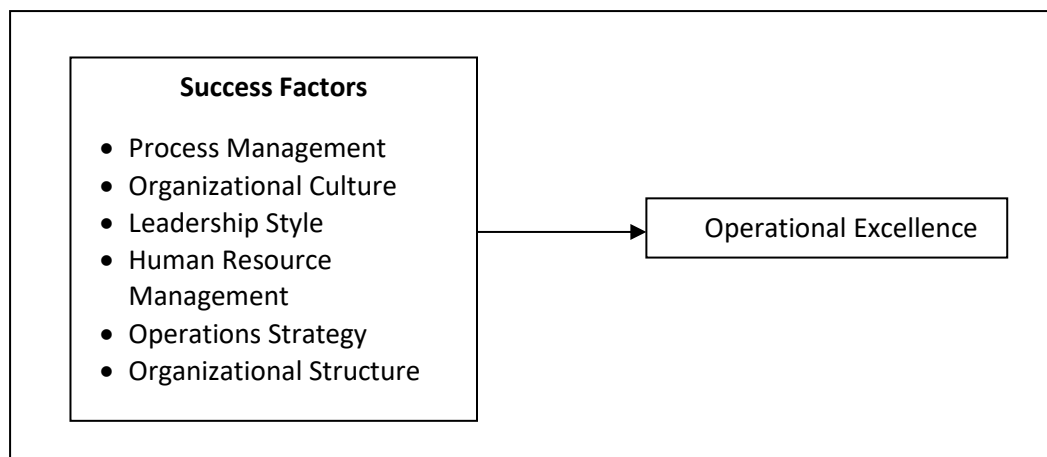 Success Factors
• Process Management
• Organizational Culture
• Leadership Style
• Human Resource
Management
• Operations Strategy
• Organizational Structure
Operational Excellence